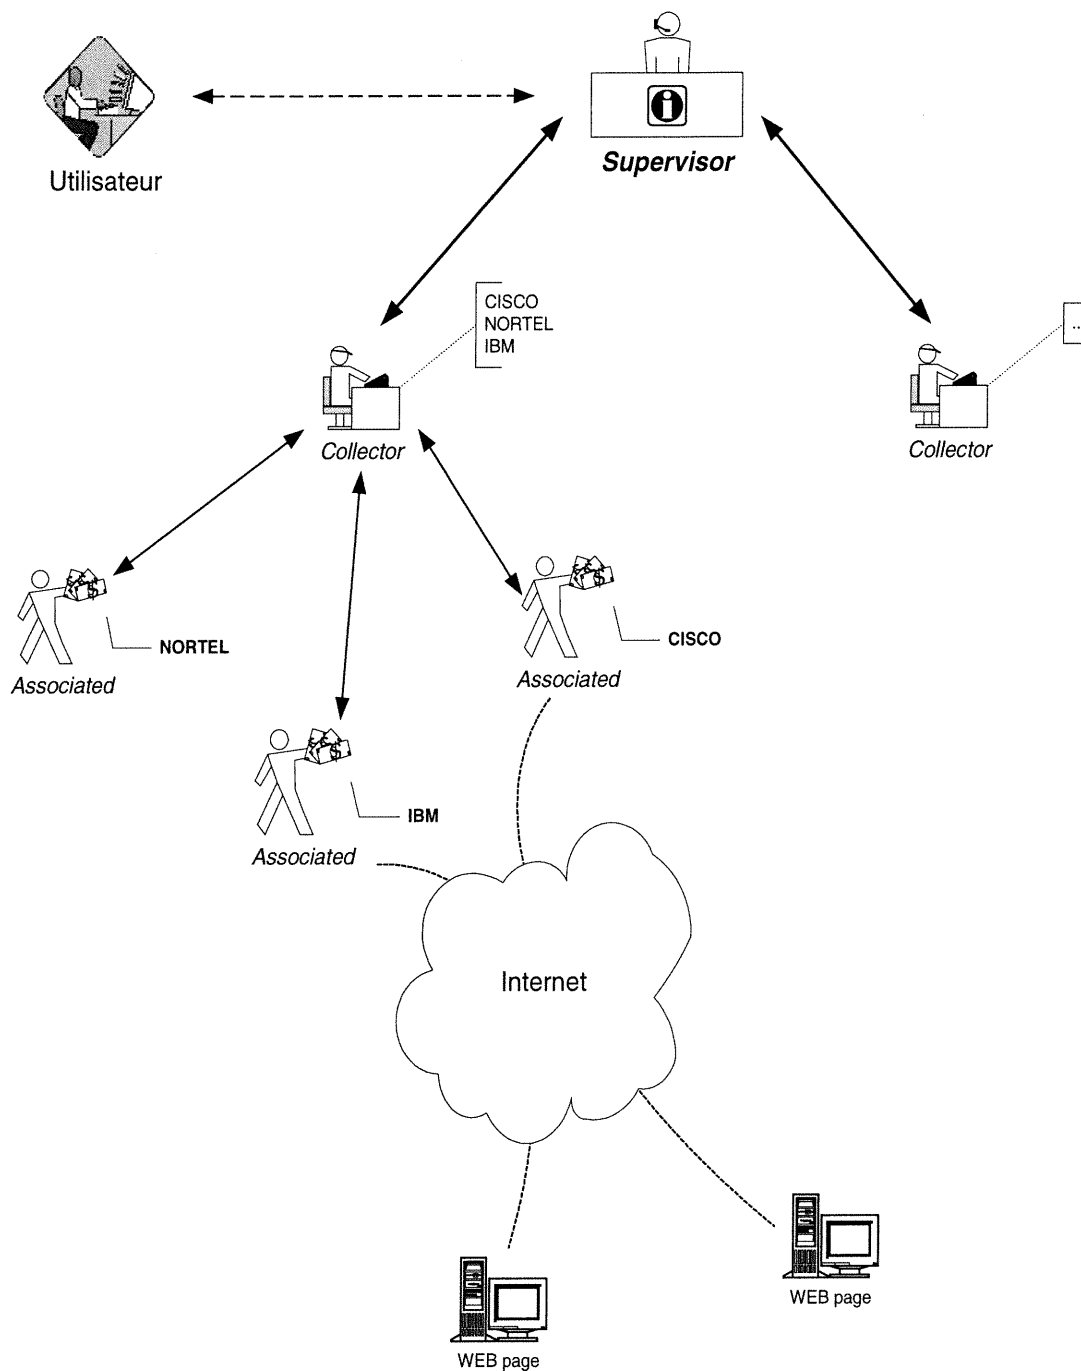 Utilisateur
Supervisor
CISCO
NORTEL
IBM
...
Collector
Collector
NORTEL
CISCO
Associated
Associated
IBM
Associated
Internet
WEB page
WEB page